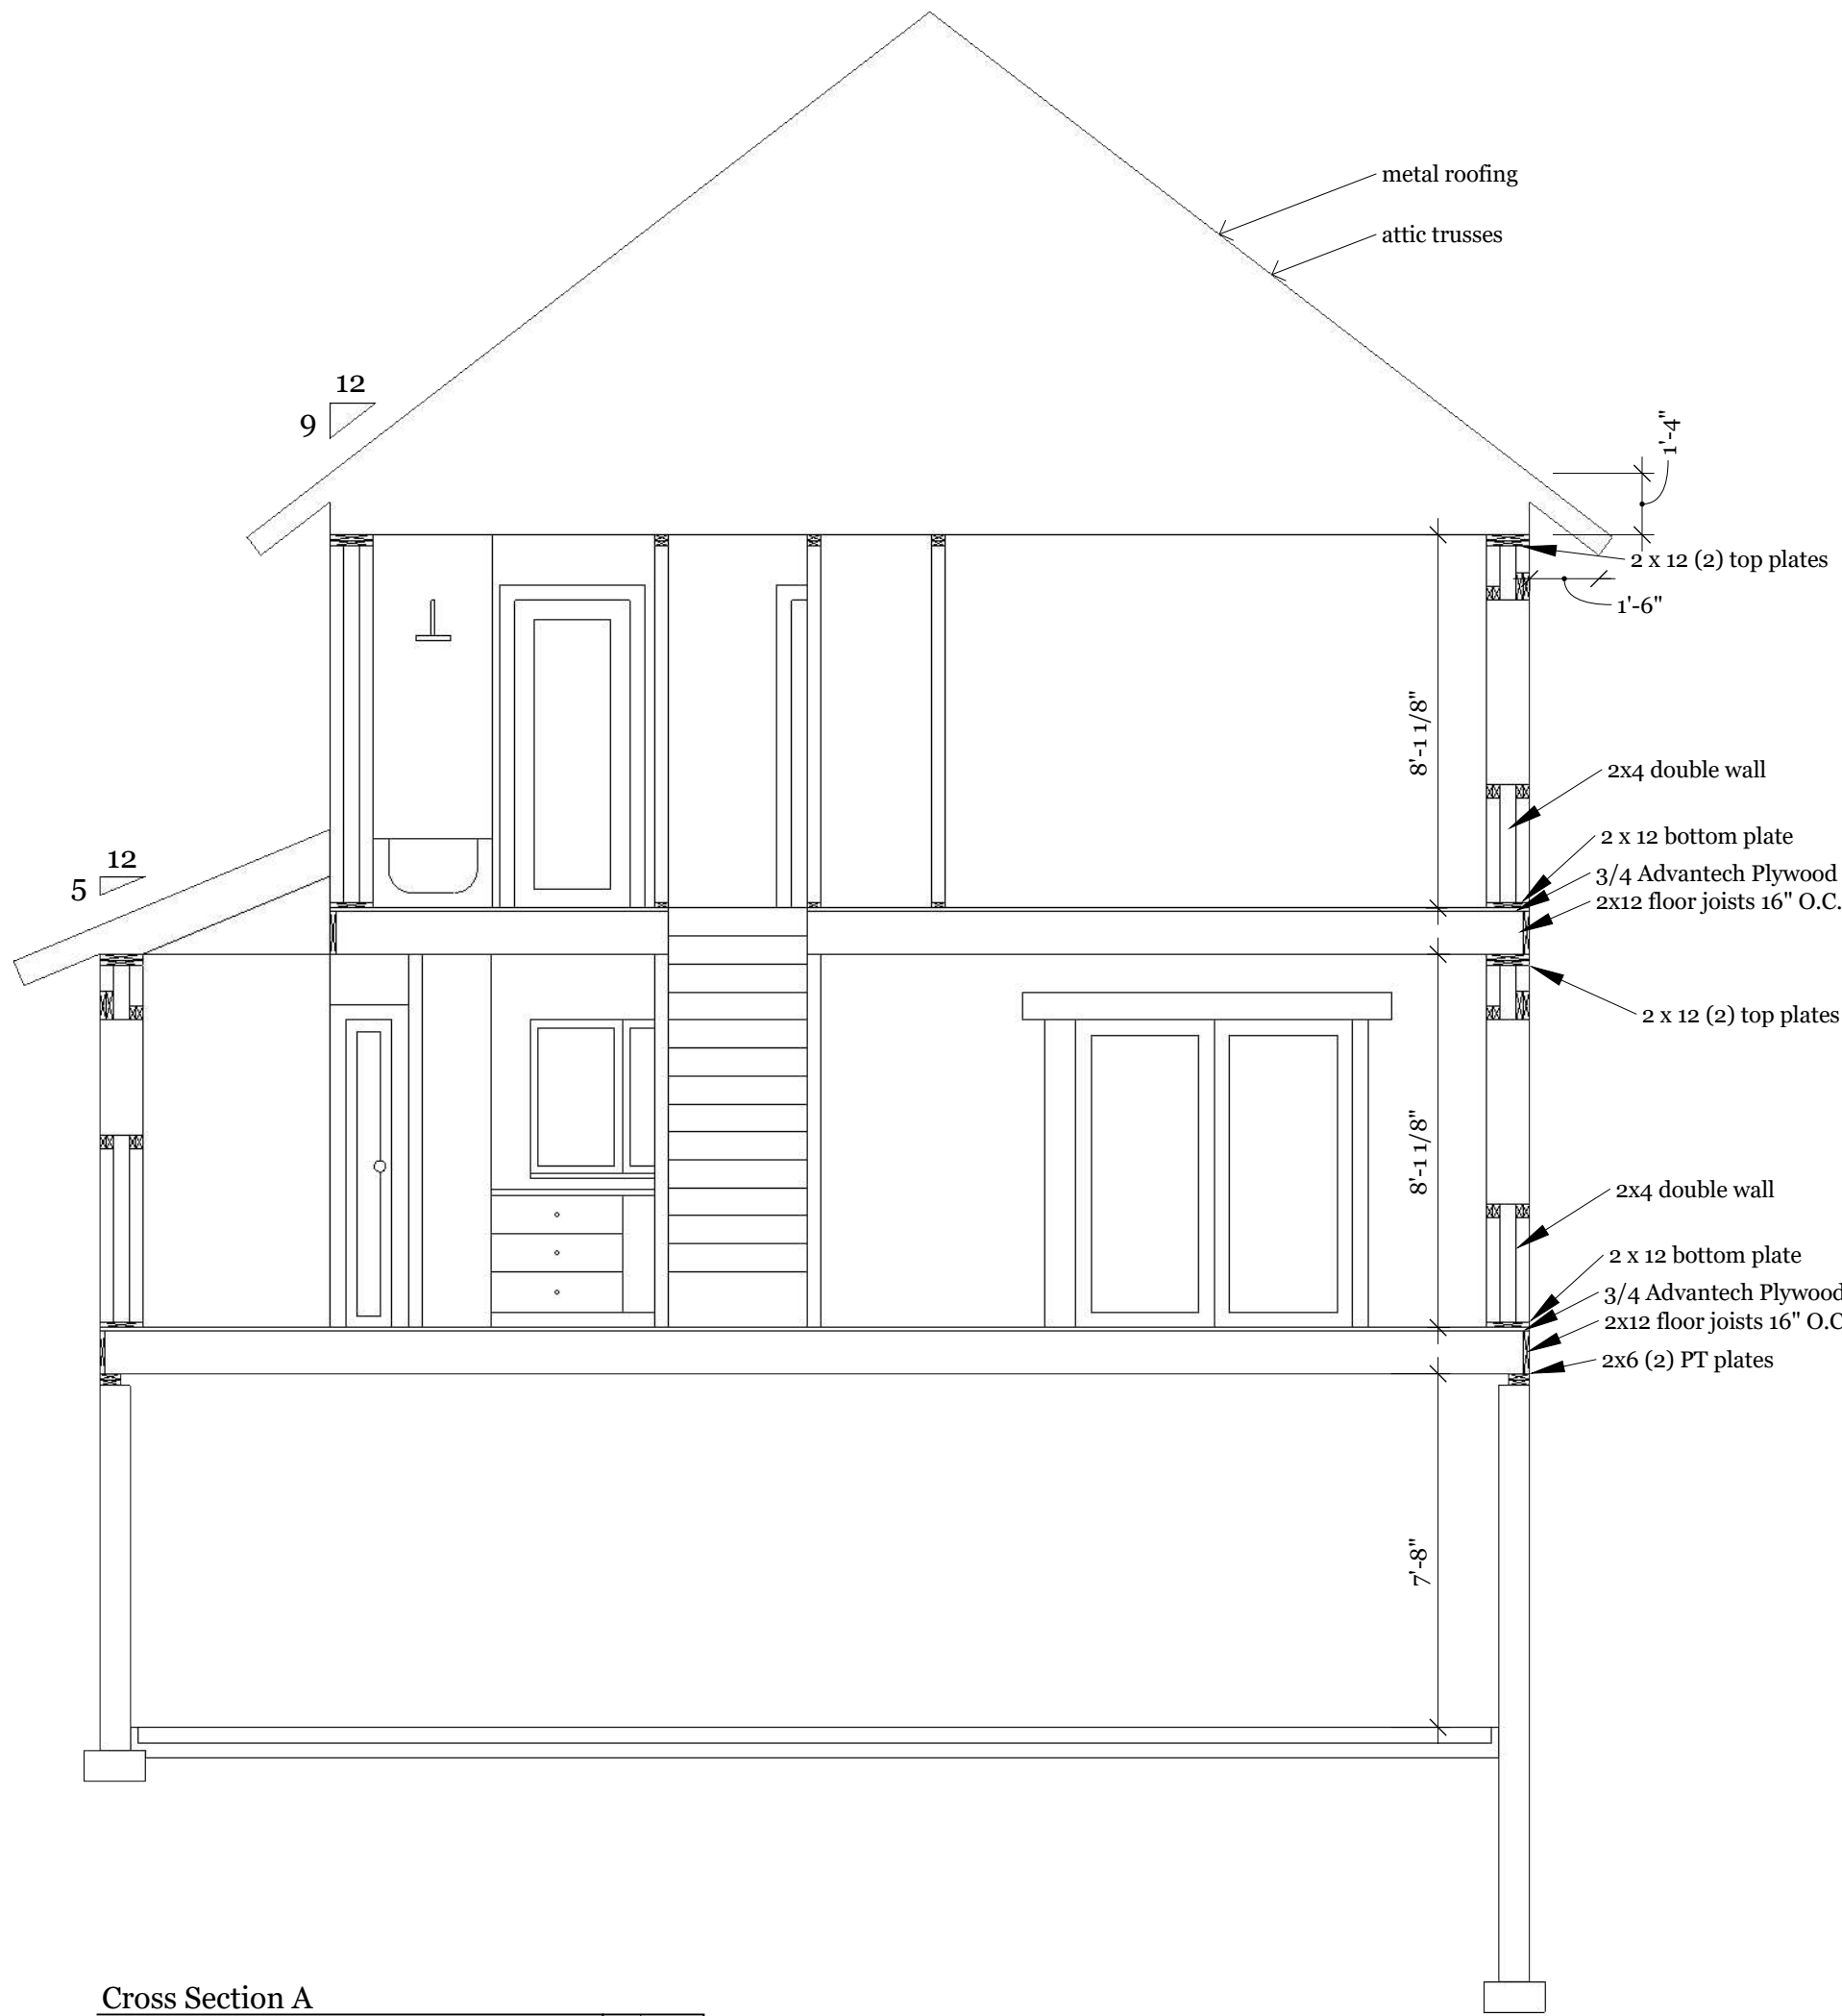 metal roofing
attic trusses
12
9
1'-4"
2 x 12 (2) top plates
1'-6"
8'-1 1/8"
2x4 double wall
2 x 12 bottom plate
3/4 Advantech Plywood
2x12 floor joists 16" O.C.
12
5
2 x 12 (2) top plates
8'-1 1/8"
2x4 double wall
2 x 12 bottom plate
3/4 Advantech Plywood
2x12 floor joists 16" O.C
2x6 (2) PT plates
7'-8"
Cross Section A